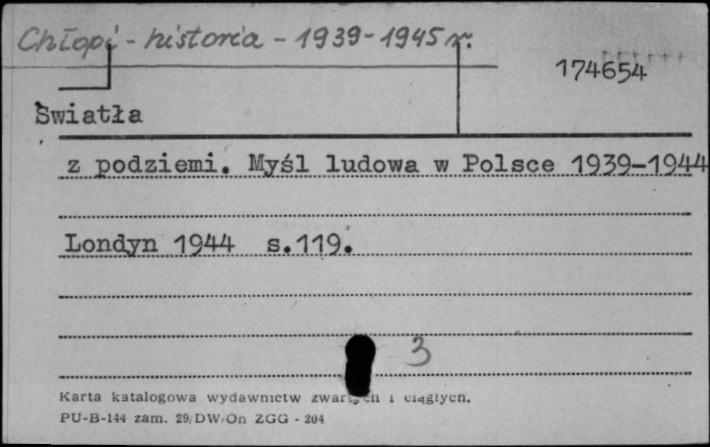 Chłopi - historia - 1939-1945 r.
174654
Światła
z podziemi. Myśl ludowa w Polsce 1939-1944
Londyn 1944 s.119.
3
Karta katalogowa wydawnictw zwartych i ciągłych.
PU-B-144 zam. 29/DW/On ZGG - 204